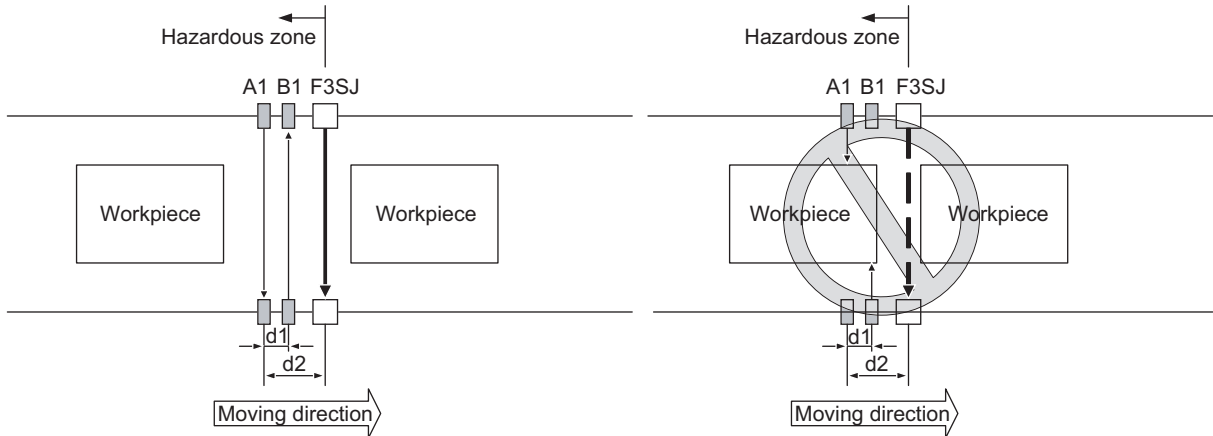 Hazardous zone
A1 B1 F3SJ
Workpiece
Workpiece
d1
d2
Moving direction
Hazardous zone
A1 B1 F3SJ
Workpiece
Workpiece
d1
d2
Moving direction